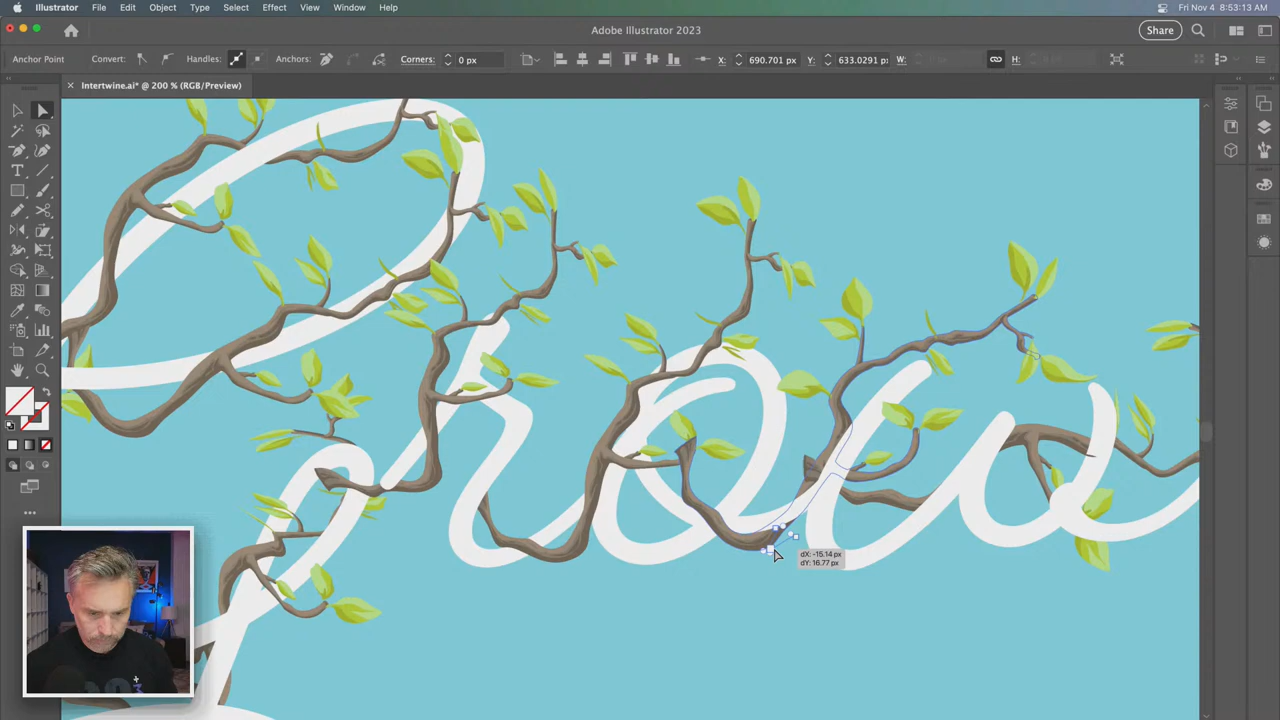 Illustrator File Edit Object Type Select Effect View Window Help
Fri Nov 4 8:53:13 AM
Adobe Illustrator 2023
Share
Anchor Point Convert: Handles: Anchors: Corners: 0 px X: 690.701 px Y: 633.0291 px W: H:
Intertwine.ai* @ 200 % (RGB/Preview)
Grow
dX: -15.14 px
dY: 16.77 px